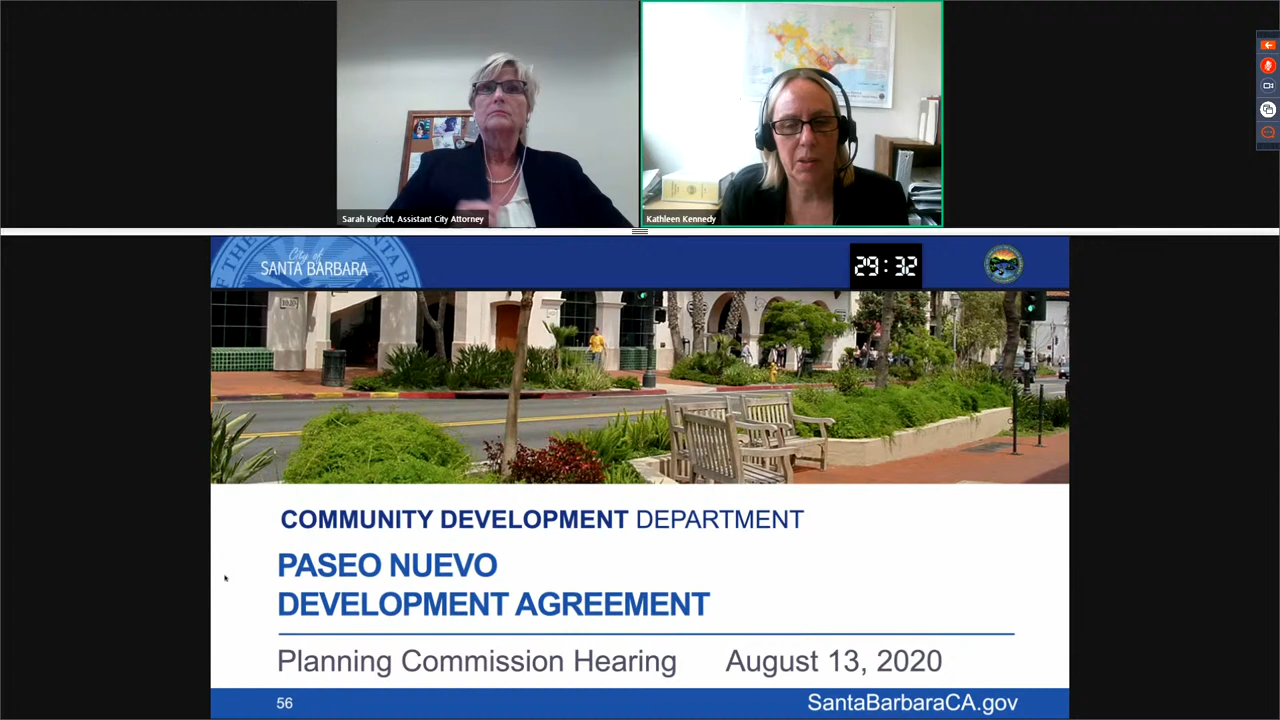 Sarah Knecht, Assistant City Attorney
Kathleen Kennedy
City of
SANTA BARBARA
29:32
COMMUNITY DEVELOPMENT DEPARTMENT
PASEO NUEVO
DEVELOPMENT AGREEMENT
Planning Commission Hearing August 13, 2020
56
SantaBarbaraCA.gov